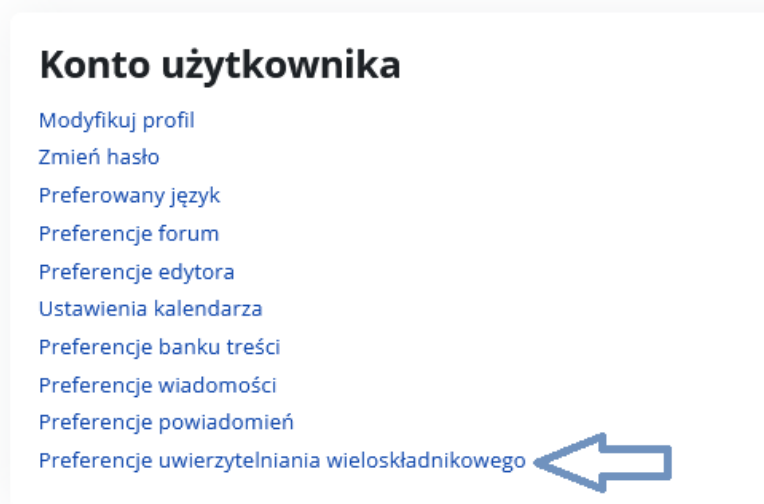 Konto użytkownika
Modyfikuj profil
Zmień hasło
Preferowany język
Preferencje forum
Preferencje edytora
Ustawienia kalendarza
Preferencje banku treści
Preferencje wiadomości
Preferencje powiadomień
Preferencje uwierzytelniania wieloskładnikowego